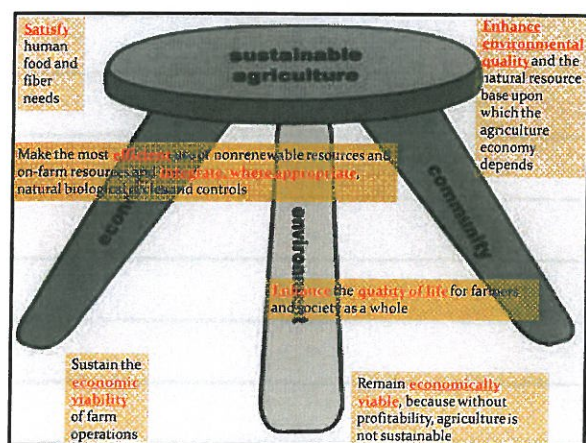 Satisfy
human
food and
fiber
needs
sustainable
agriculture
Enhance
environmental
quality and the
natural resource
base upon
which the
agriculture
economy
depends
Make the most efficient use of nonrenewable resources and
on-farm resources and integrate, where appropriate,
natural biological cycles and controls
community
Enhance the quality of life for farmers
and society as a whole
Sustain the
economic
viability
of farm
operations
Remain economically
viable, because without
profitability, agriculture is
not sustainable